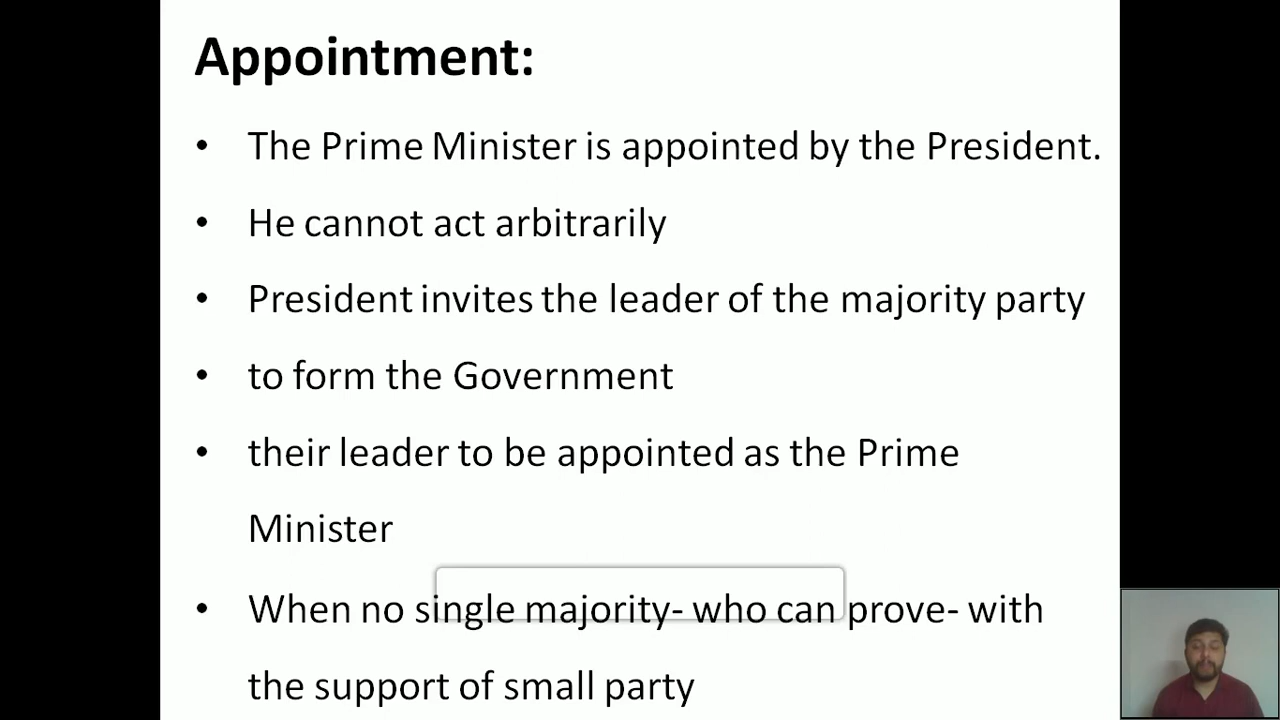 Appointment:
• The Prime Minister is appointed by the President.
• He cannot act arbitrarily
• President invites the leader of the majority party
• to form the Government
• their leader to be appointed as the Prime
Minister
• When no single majority- who can prove- with
the support of small party